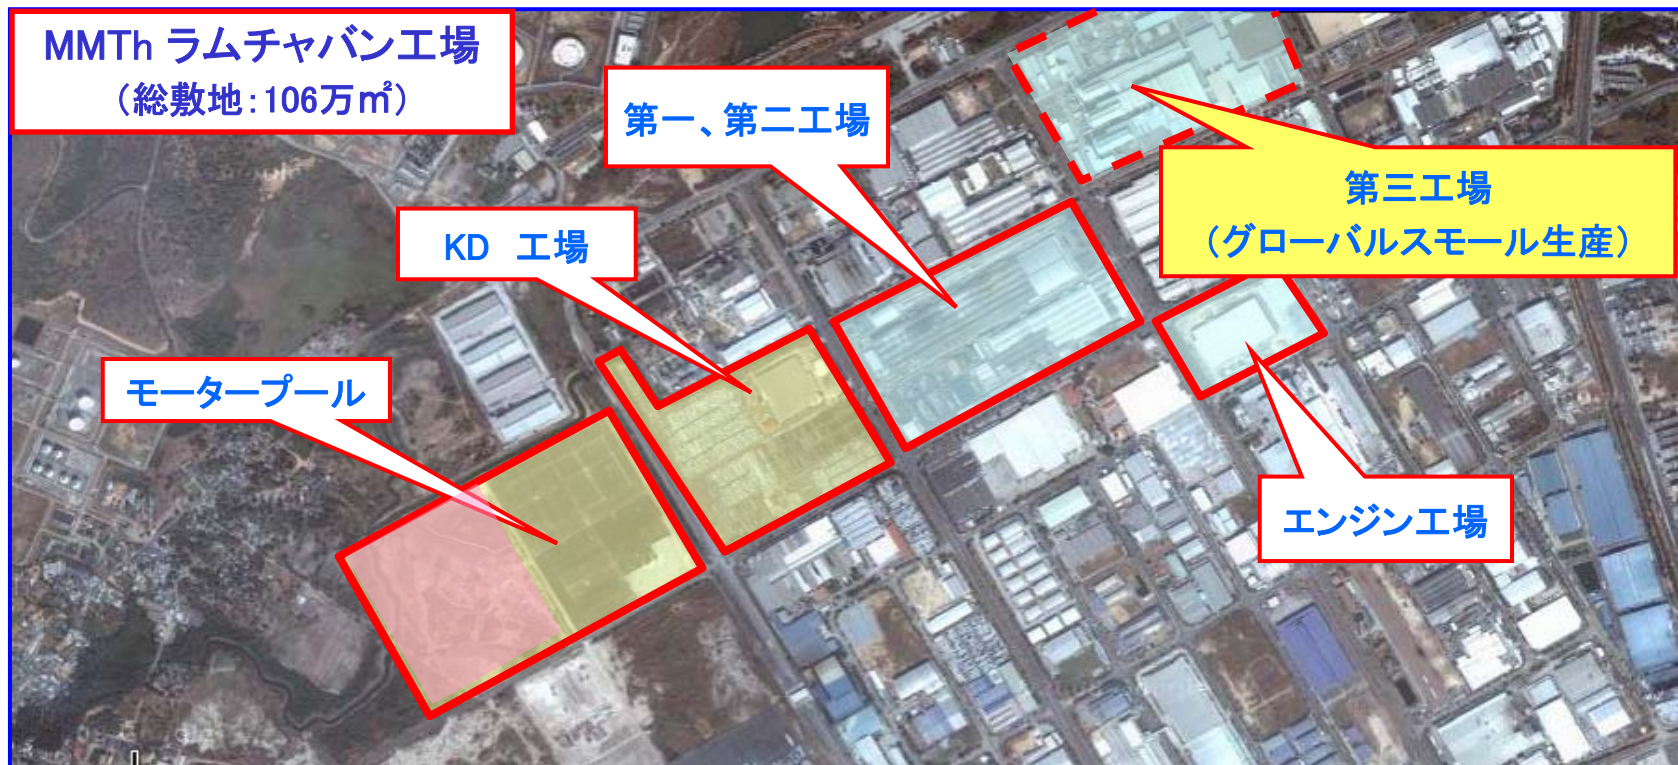 MMTh ラムチャバン工場
（総敷地：106万㎡）
第一、第二工場
第三工場
（グローバルスモール生産）
KD 工場
モータープール
エンジン工場